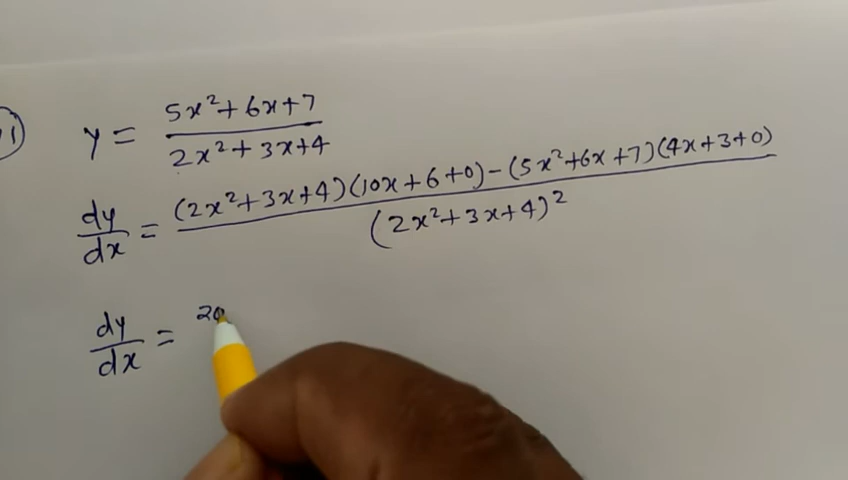 1)
y = (5x²+6x+7)/(2x²+3x+4)
dy/dx = ((2x²+3x+4)(10x+6+0)-(5x²+6x+7)(4x+3+0))/(2x²+3x+4)²
dy/dx = 20